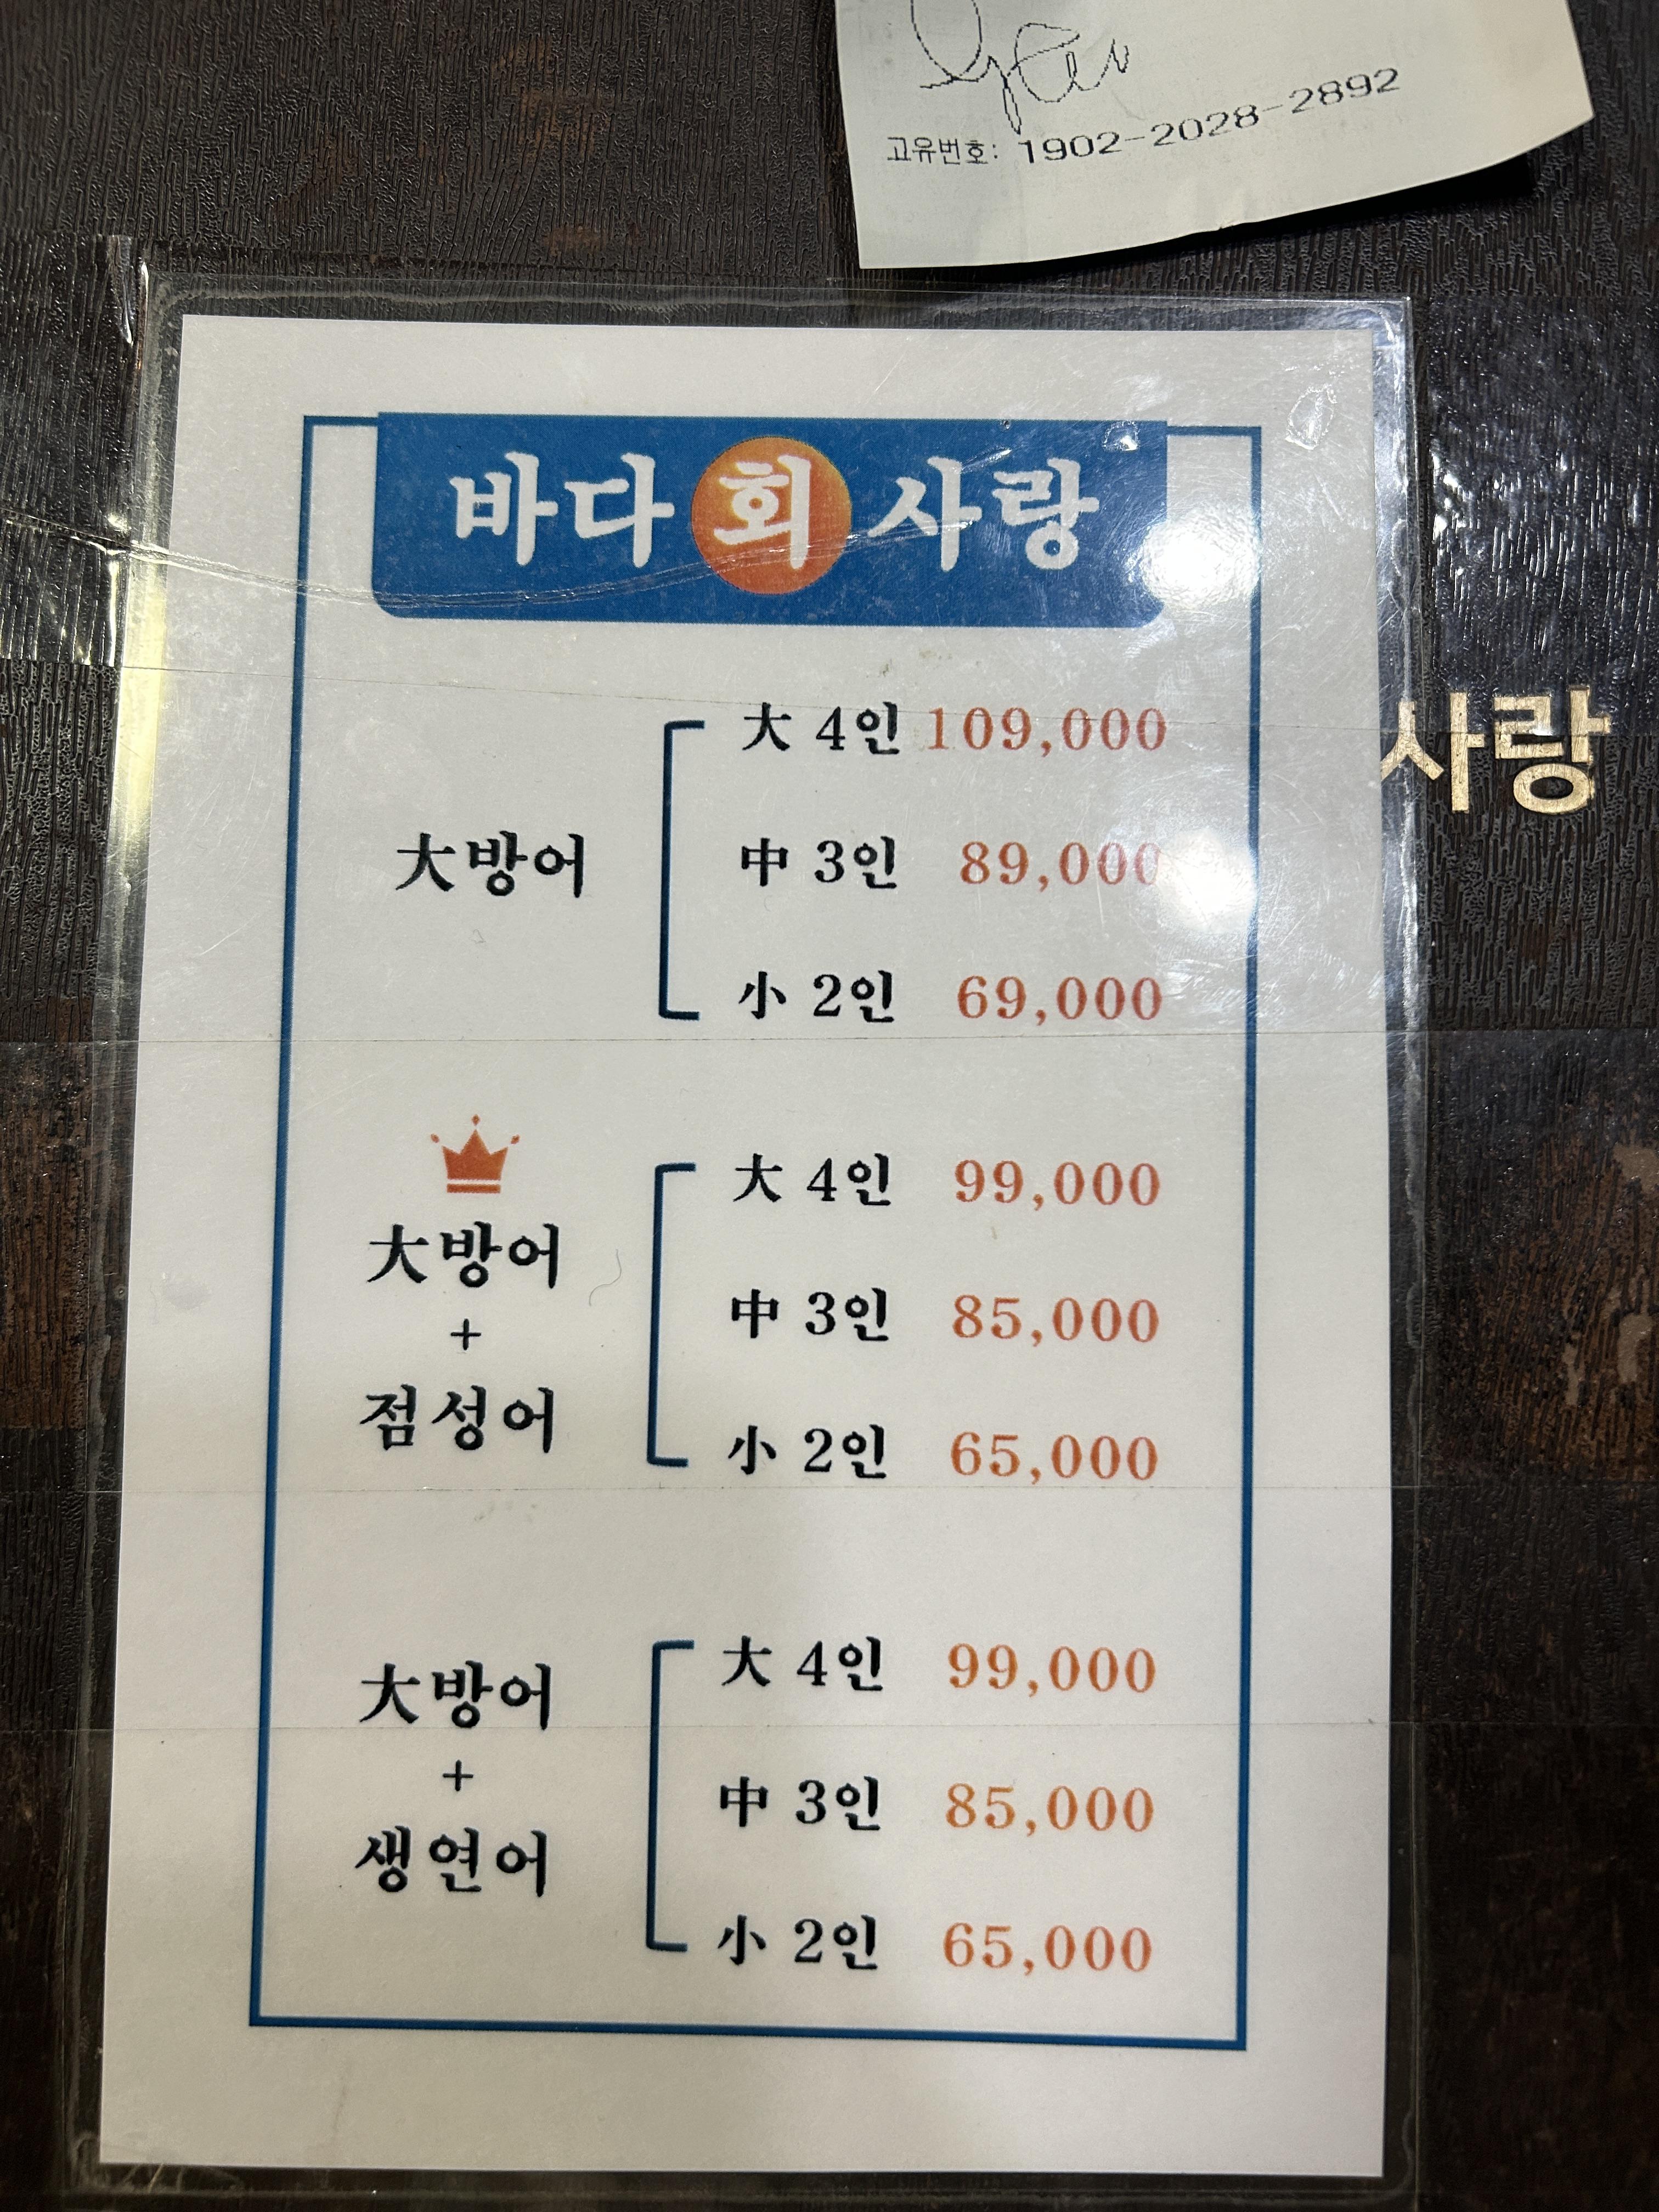 고유번호: 1902-2028-2892
바다 회 사랑
사랑
大방어
大 4인 109,000
中 3인 89,000
小 2인 69,000
大방어
+
점성어
大 4인 99,000
中 3인 85,000
小 2인 65,000
大방어
+
생연어
大 4인 99,000
中 3인 85,000
小 2인 65,000